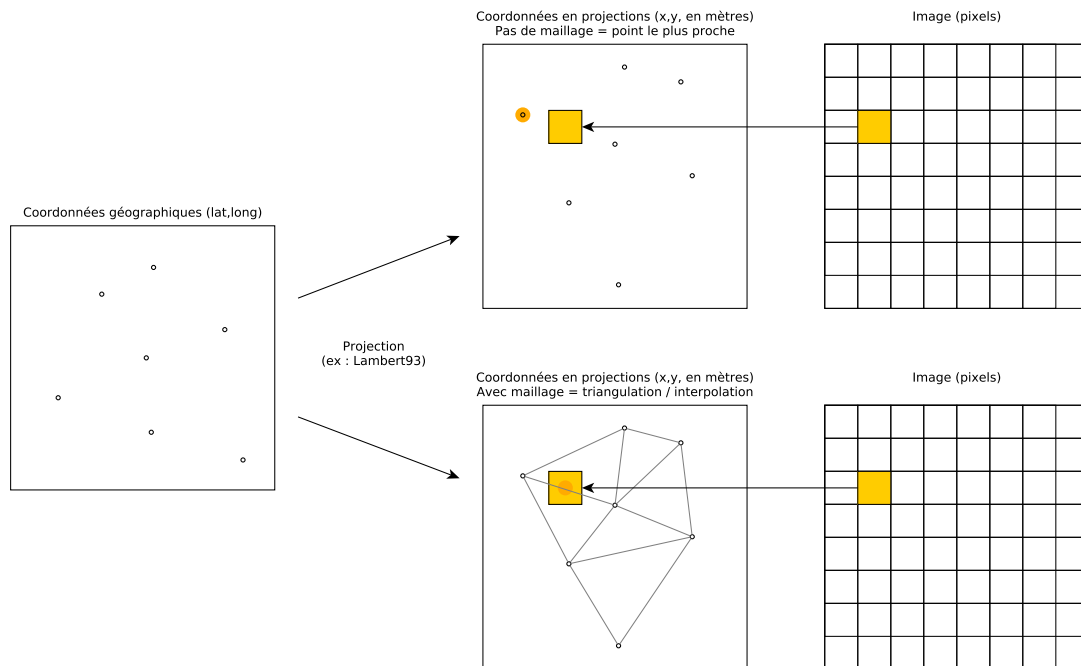 Coordonnées en projections (x,y, en mètres)
Pas de maillage = point le plus proche
Image (pixels)
Coordonnées géographiques (lat,long)
Projection
(ex : Lambert93)
Coordonnées en projections (x,y, en mètres)
Avec maillage = triangulation / interpolation
Image (pixels)